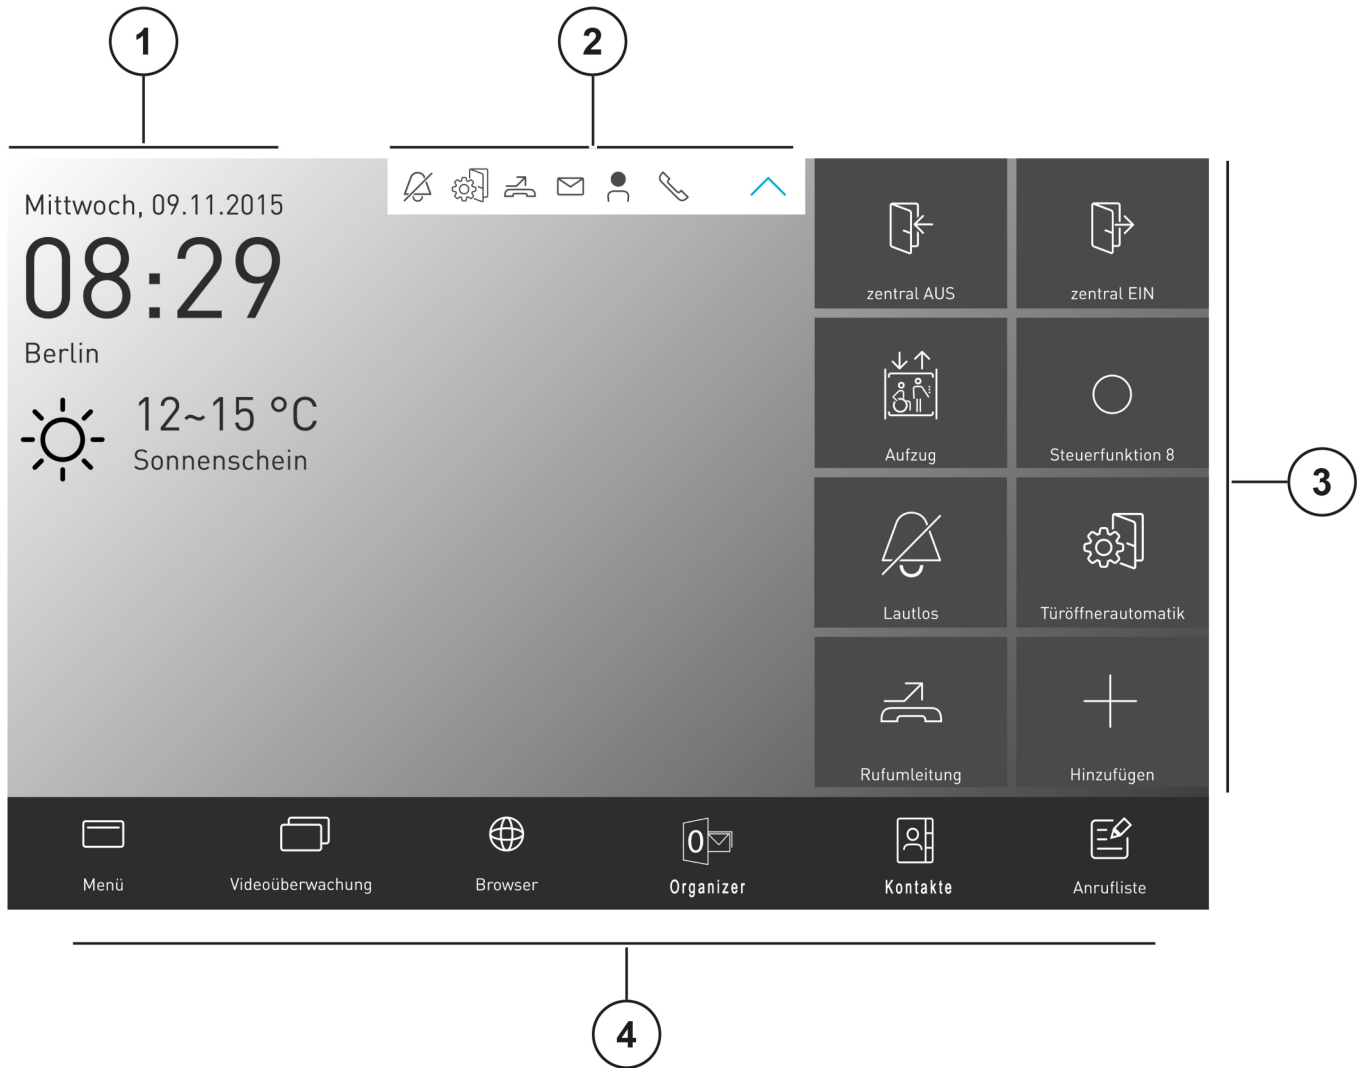 1
2
Mittwoch, 09.11.2015
08:29
Berlin
12~15 °C
Sonnenschein
zentral AUS
zentral EIN
Aufzug
Steuerfunktion 8
Lautlos
Türöffnerautomatik
Rufumleitung
Hinzufügen
3
Menü
Videoüberwachung
Browser
0
Organizer
Kontakte
Anrufliste
4